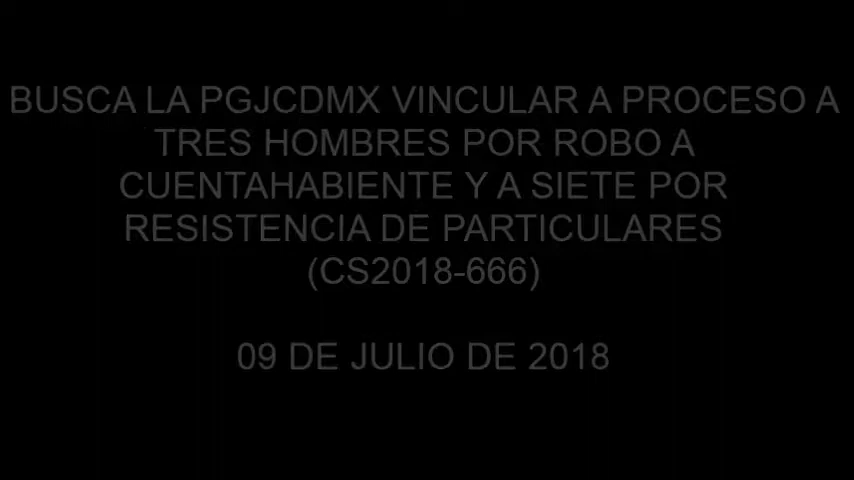 BUSCA LA PGJCDMX VINCULAR A PROCESO A
TRES HOMBRES POR ROBO A
CUENTAHABIENTE Y A SIETE POR
RESISTENCIA DE PARTICULARES
(CS2018-666)
09 DE JULIO DE 2018